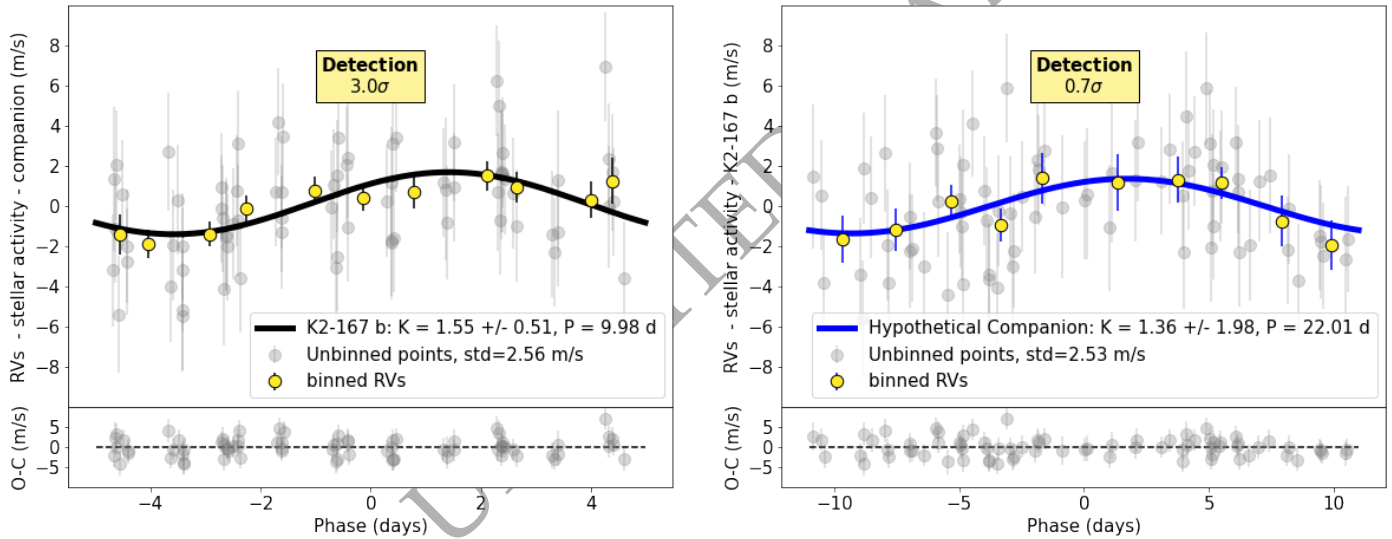 RVs - stellar activity - companion (m/s)
8
6
4
2
0
−2
−4
−6
−8
Detection
3.0σ
K2-167 b: K = 1.55 +/- 0.51, P = 9.98 d
Unbinned points, std=2.56 m/s
binned RVs
O-C (m/s)
5
0
−5
−4
−2
0
2
4
Phase (days)
RVs - stellar activity - K2-167 b (m/s)
8
6
4
2
0
−2
−4
−6
−8
Detection
0.7σ
Hypothetical Companion: K = 1.36 +/- 1.98, P = 22.01 d
Unbinned points, std=2.53 m/s
binned RVs
O-C (m/s)
5
0
−5
−10
−5
0
5
10
Phase (days)